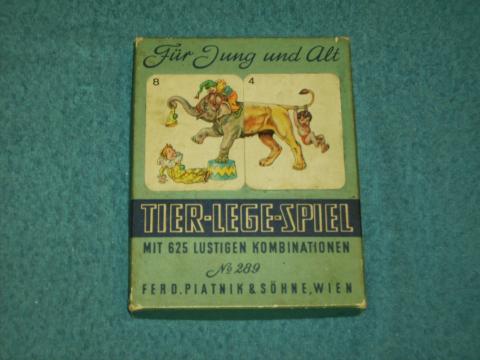 Für Jung und Alt
8 4
TIER-LEGE-SPIEL
MIT 625 LUSTIGEN KOMBINATIONEN
No 289
FERD. PIATNIK & SÖHNE, WIEN